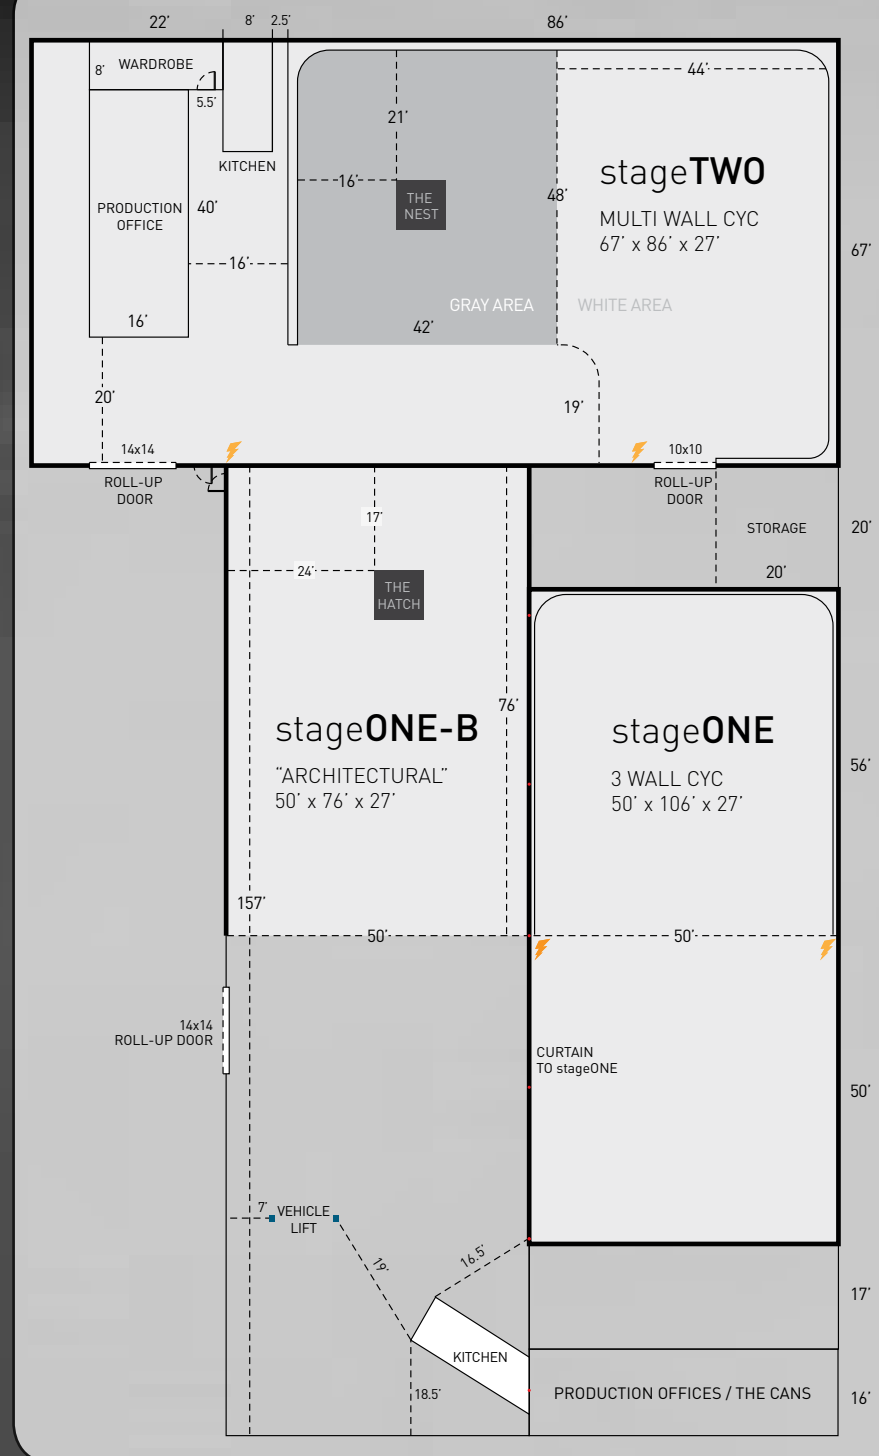 22’ 8’ 2.5’ 86’
WARDROBE
8’
5.5’
44’
21’
KITCHEN
16’
THE
NEST
48’
stageTWO
MULTI WALL CYC
67’ x 86’ x 27’
PRODUCTION
OFFICE
40’
67’
16’
GRAY AREA
WHITE AREA
16’
42’
20’
19’
14x14
ROLL-UP
DOOR
10x10
ROLL-UP
DOOR
17’
STORAGE
20’
20’
24’
THE
HATCH
76’
stageONE-B
“ARCHITECTURAL”
50’ x 76’ x 27’
stageONE
3 WALL CYC
50’ x 106’ x 27’
56’
157’
50’
50’
14x14
ROLL-UP DOOR
CURTAIN
TO stageONE
50’
7’
VEHICLE
LIFT
19’
16.5’
17’
KITCHEN
18.5’
PRODUCTION OFFICES / THE CANS
16’